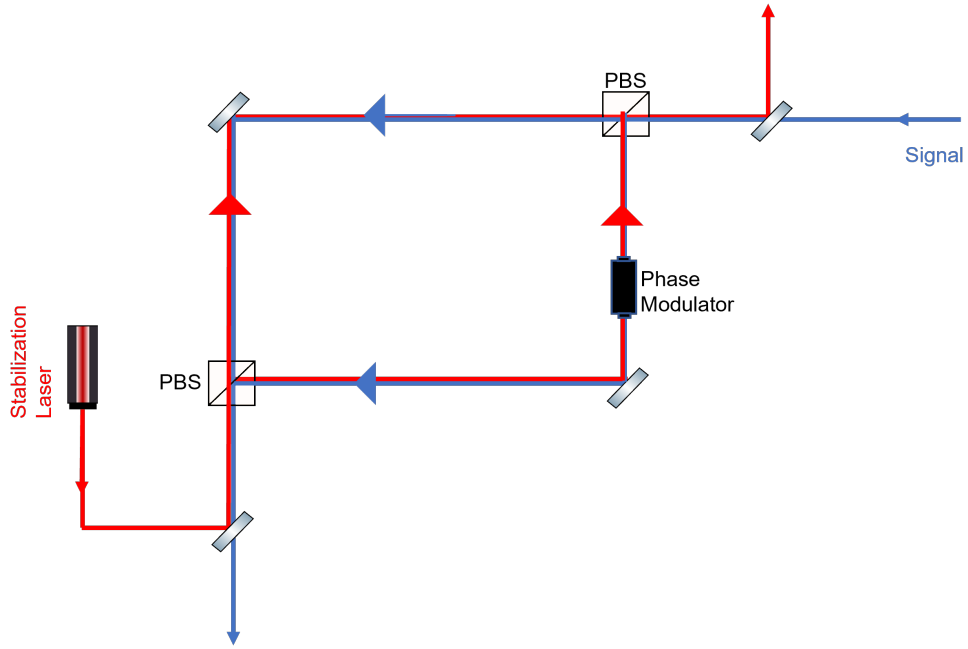 PBS
Signal
Phase
Modulator
PBS
Stabilization
Laser